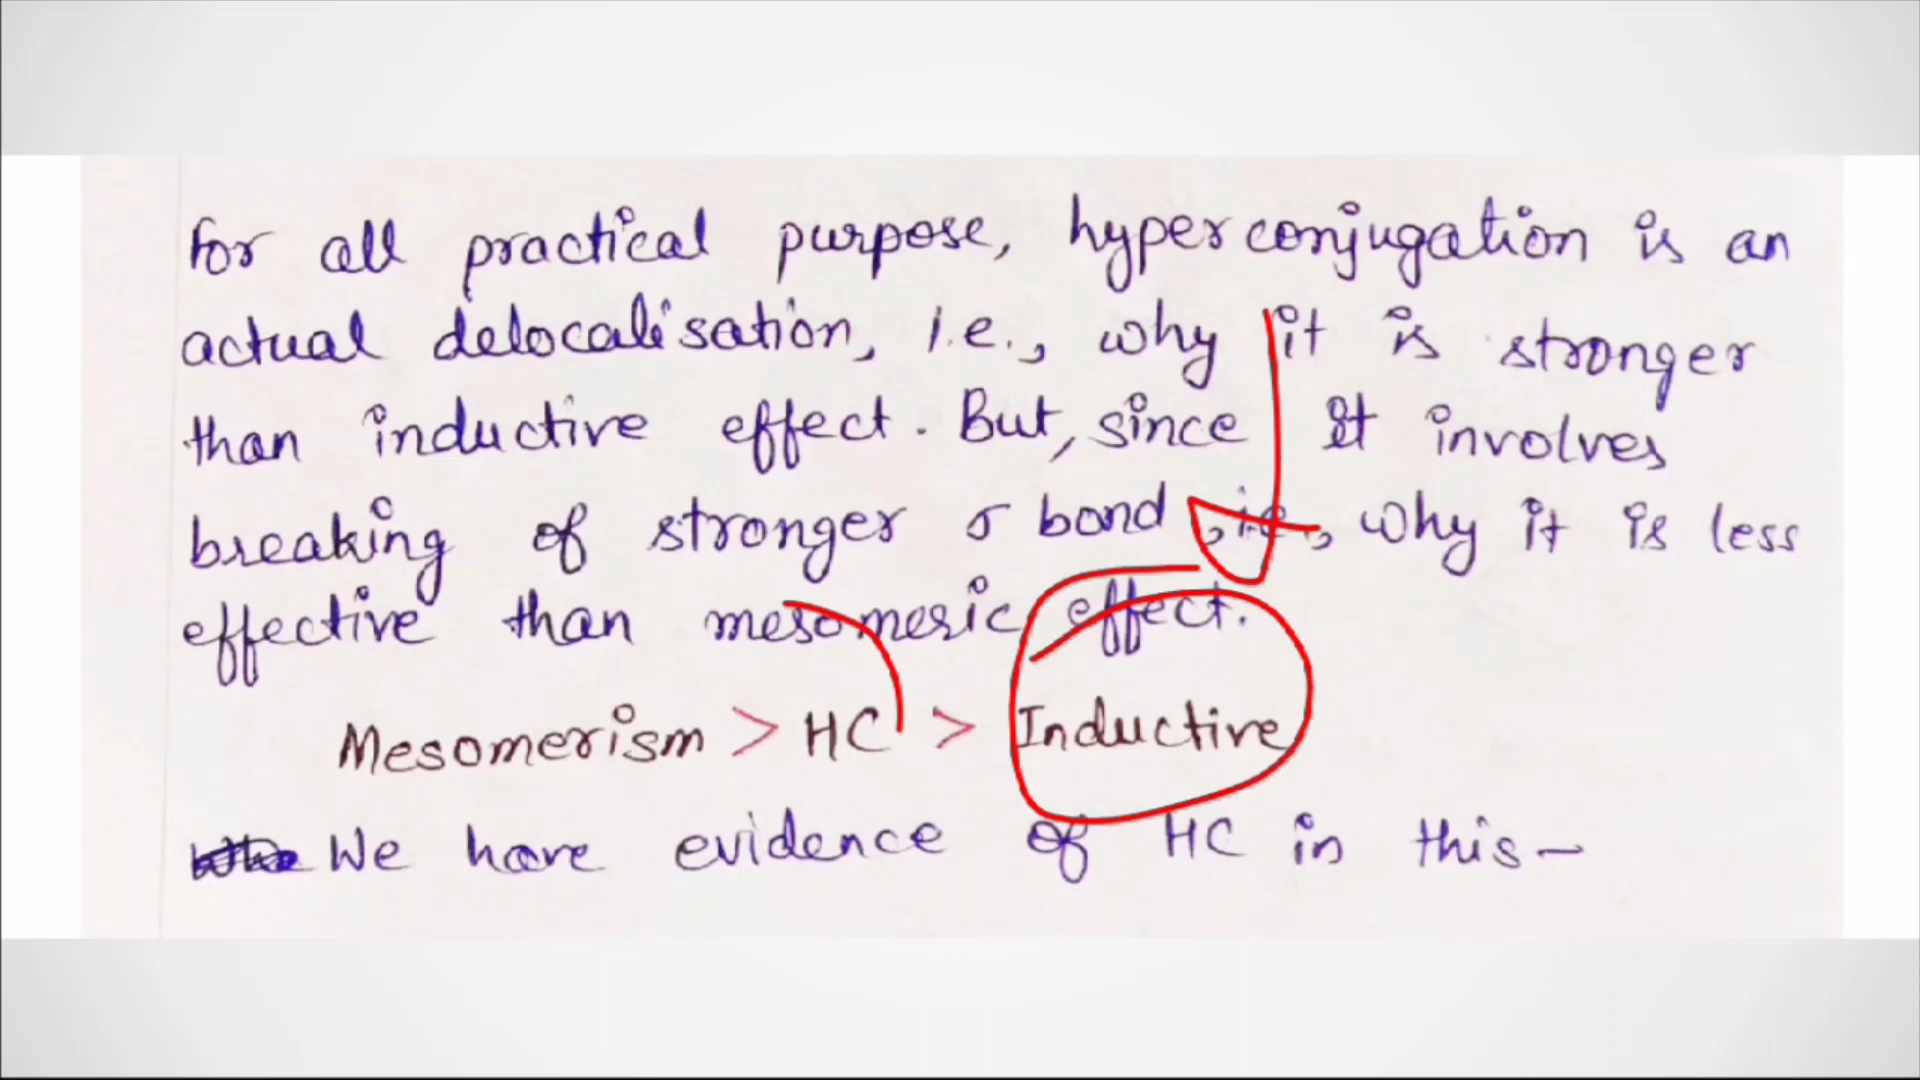 For all practical purpose, hyperconjugation is an
actual delocalisation, i.e., why it is stronger
than inductive effect. But, since it involves
breaking of stronger σ bond, i.e., why it is less
effective than mesomeric effect.
Mesomerism > HC > Inductive
We have evidence of HC in this-